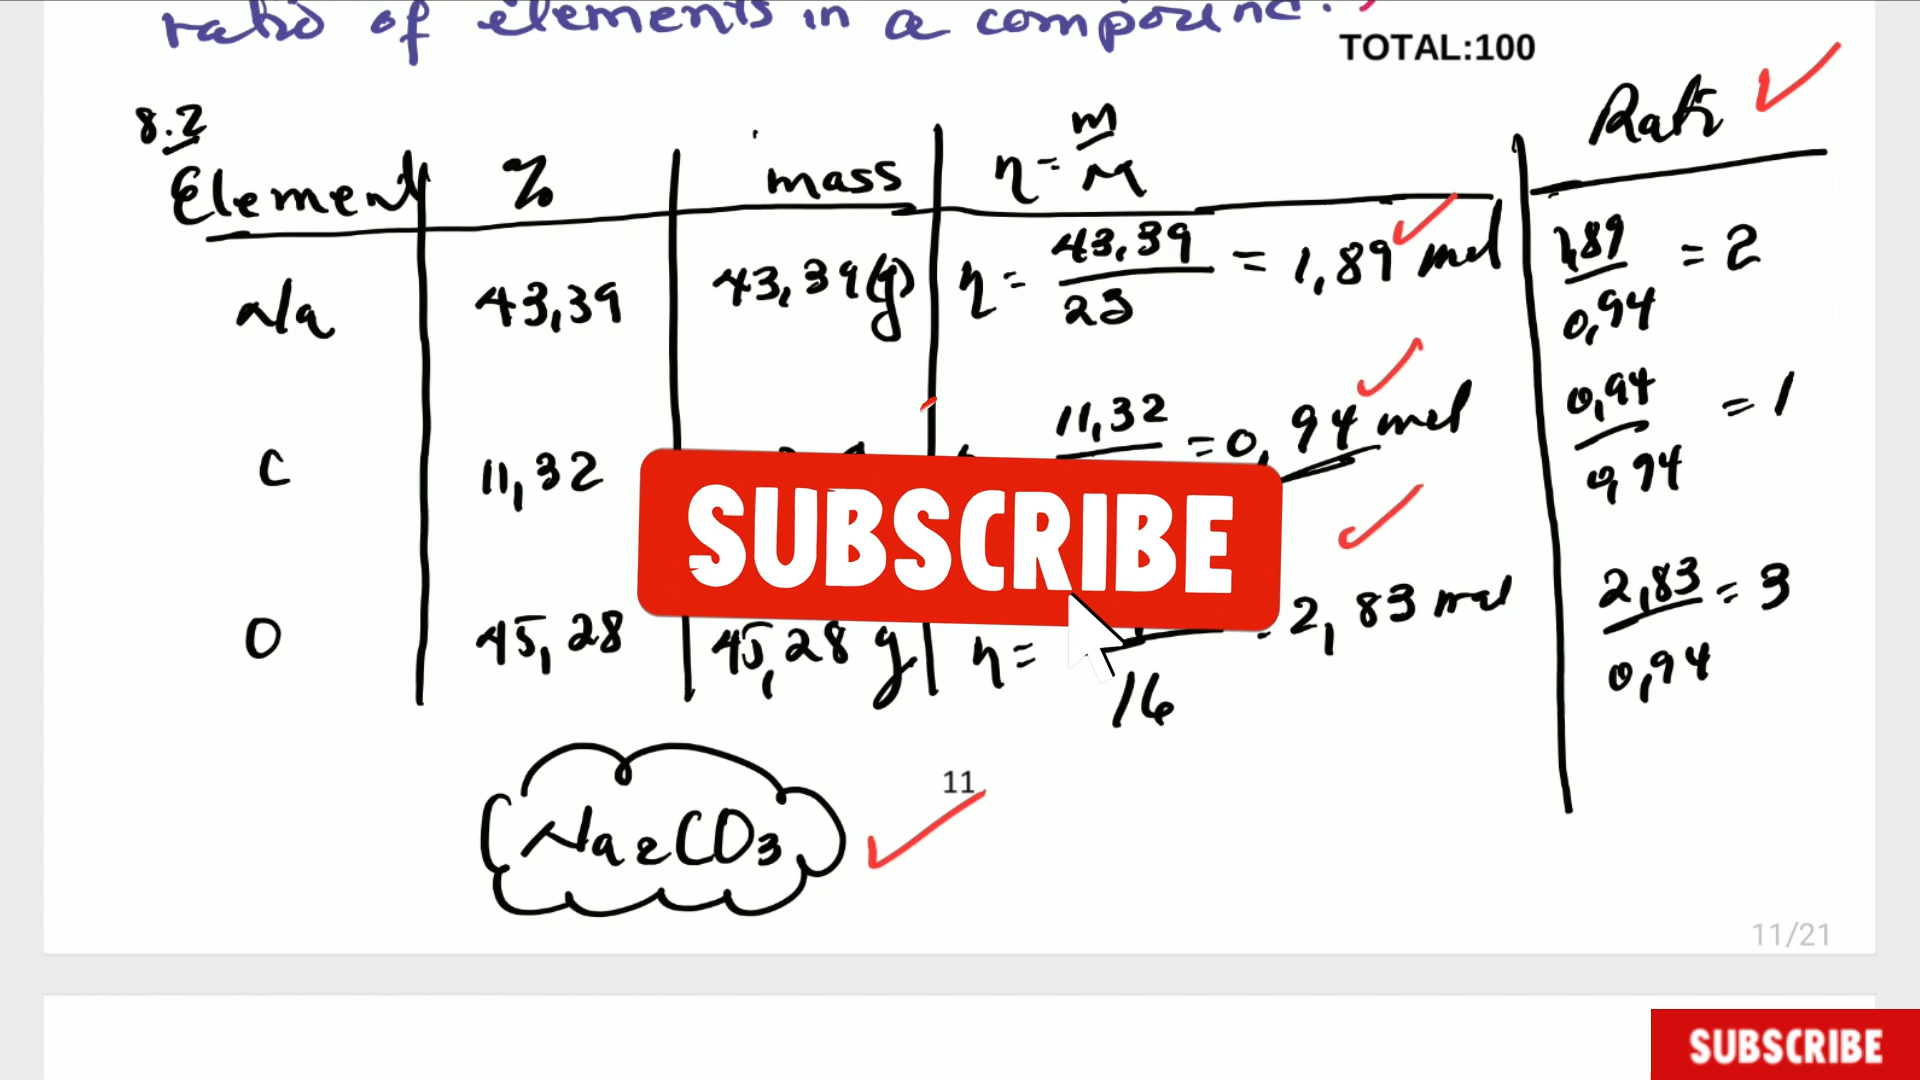 ratio of elements in a compound.
TOTAL:100
8.2
Element % mass n = m/M Ratio
Na 43,39 43,39(g) n = 43,39/23 = 1,89 mol 1,89/0,94 = 2
C 11,32 11,32 = 0,94 mol 0,94/0,94 = 1
O 45,28 45,28 g n = /16 = 2,83 mol 2,83/0,94 = 3
SUBSCRIBE
Na2CO3
11
11/21
SUBSCRIBE